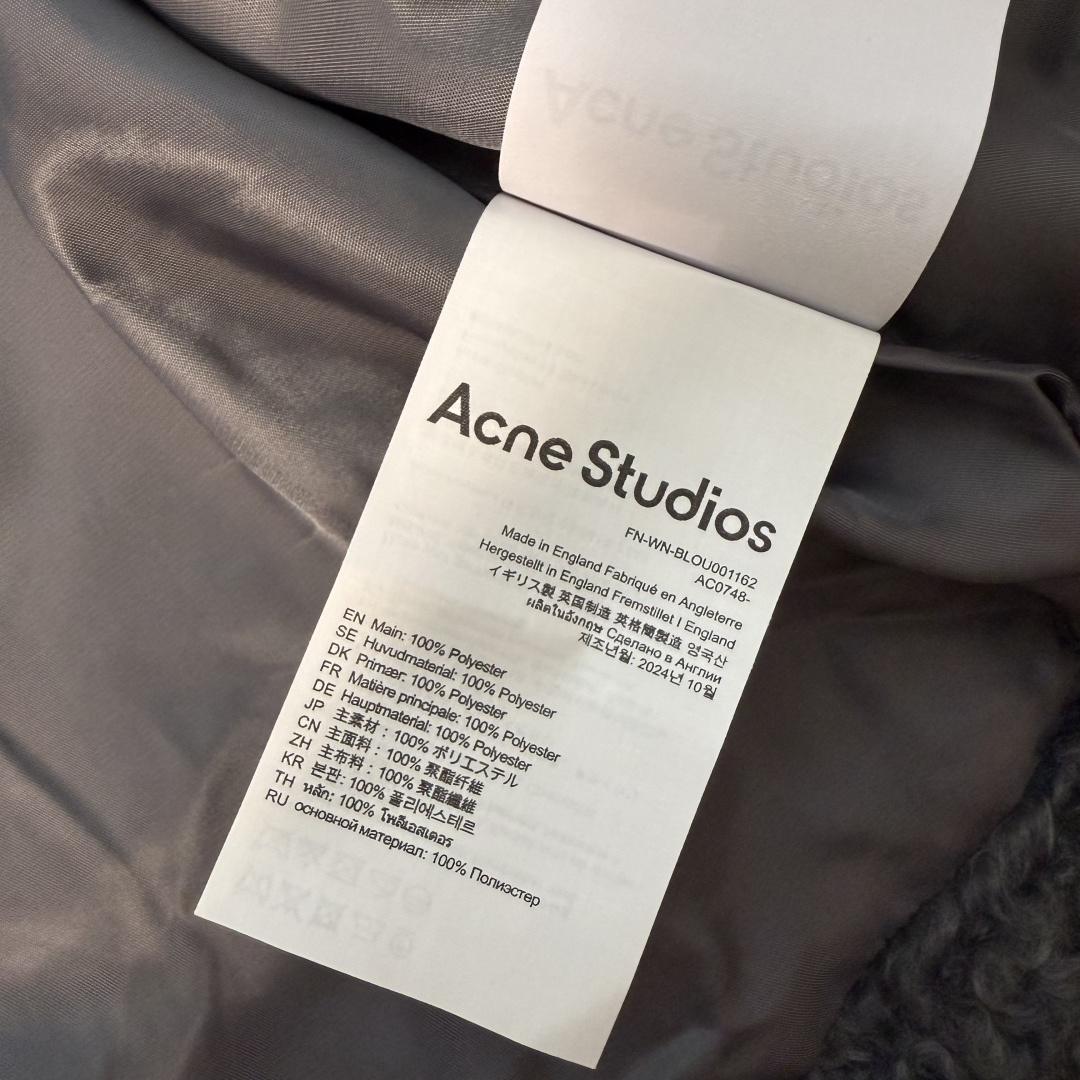 Acne Studios
Acne Studios
FN-WN-BLOU001162
AC0748-
Made in England Fabriqué en Angleterre
Hergestellt in England Fremstillet I England
イギリス製 英国制造 英格蘭製造 영국산
ผลิตในอังกฤษ Сделано в Англии
제조년월: 2024년 10월
EN Main: 100% Polyester
SE Huvudmaterial: 100% Polyester
DK Primær: 100% Polyester
FR Matière principale: 100% Polyester
DE Hauptmaterial: 100% Polyester
JP 主素材 : 100% ポリエステル
CN 主面料 : 100% 聚酯纤维
ZH 主布料 : 100% 聚酯纖維
KR 본판: 100% 폴리에스테르
TH หลัก: 100% โพลีเอสเตอร
RU основной материал: 100% Полиэстер